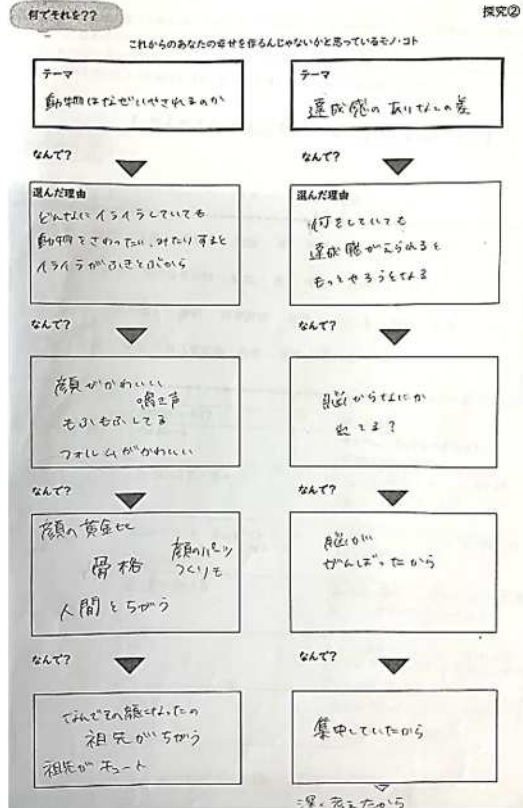 何でそれを??
探究②
これからのあなたの幸せを作るんじゃないかと思っているモノ・コト
テーマ
動物はなぜいやされるのか
なんで?
選んだ理由
どんなにイライラしていても
動物をさわったり、みたりすると
イライラがふきとぶから
なんで?
顔がかわいい
鳴き声
もふもふしてる
フォルムがかわいい
なんで?
顔の黄金比
骨格
顔のパーツ
つくりも
人間とちがう
なんで?
なんでその顔になったの
祖先がちがう
祖先がキュート
テーマ
達成感のありなしの差
なんで?
選んだ理由
何をしていても
達成感がえられると
もっとやろうとなる
なんで?
脳からなにか
出てる?
なんで?
脳が
がんばったから
なんで?
集中していたから
深く考えたから